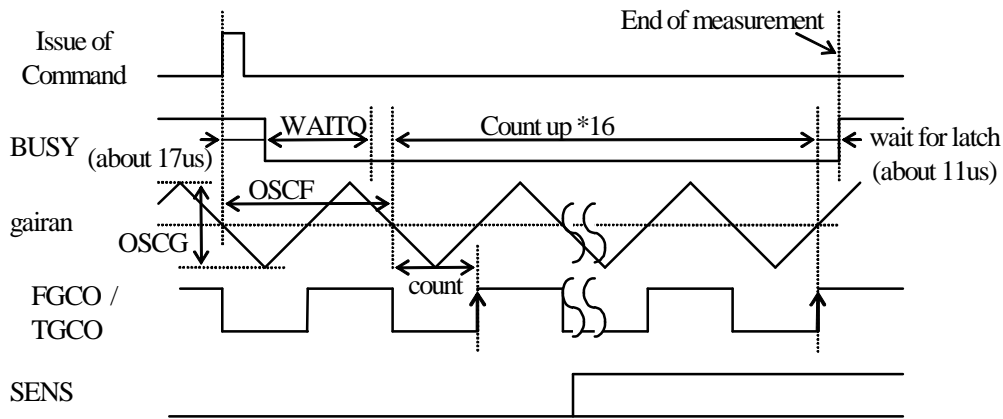 End of measurement
Issue of
Command
BUSY
(about 17us)
WAITQ
Count up *16
wait for latch
(about 11us)
OSCF
gairan
OSCG
count
FGCO /
TGCO
SENS